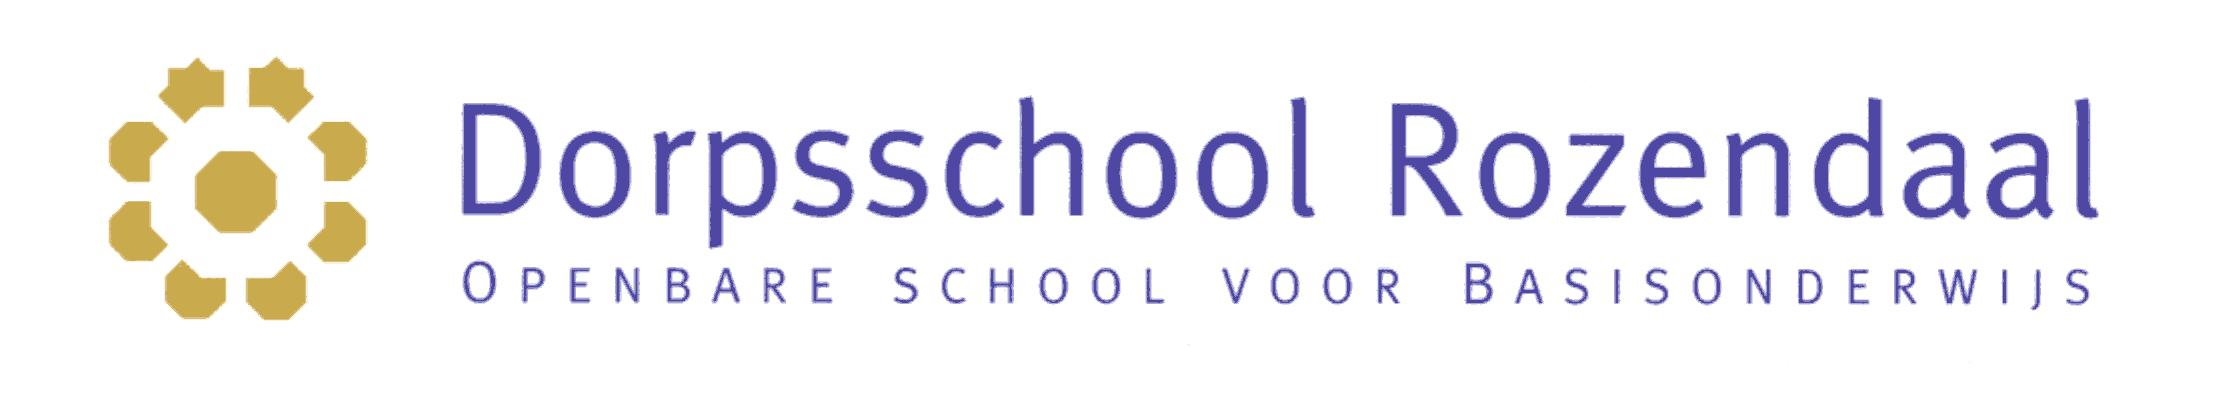 Dorpsschool Rozendaal
Openbare school voor Basisonderwijs